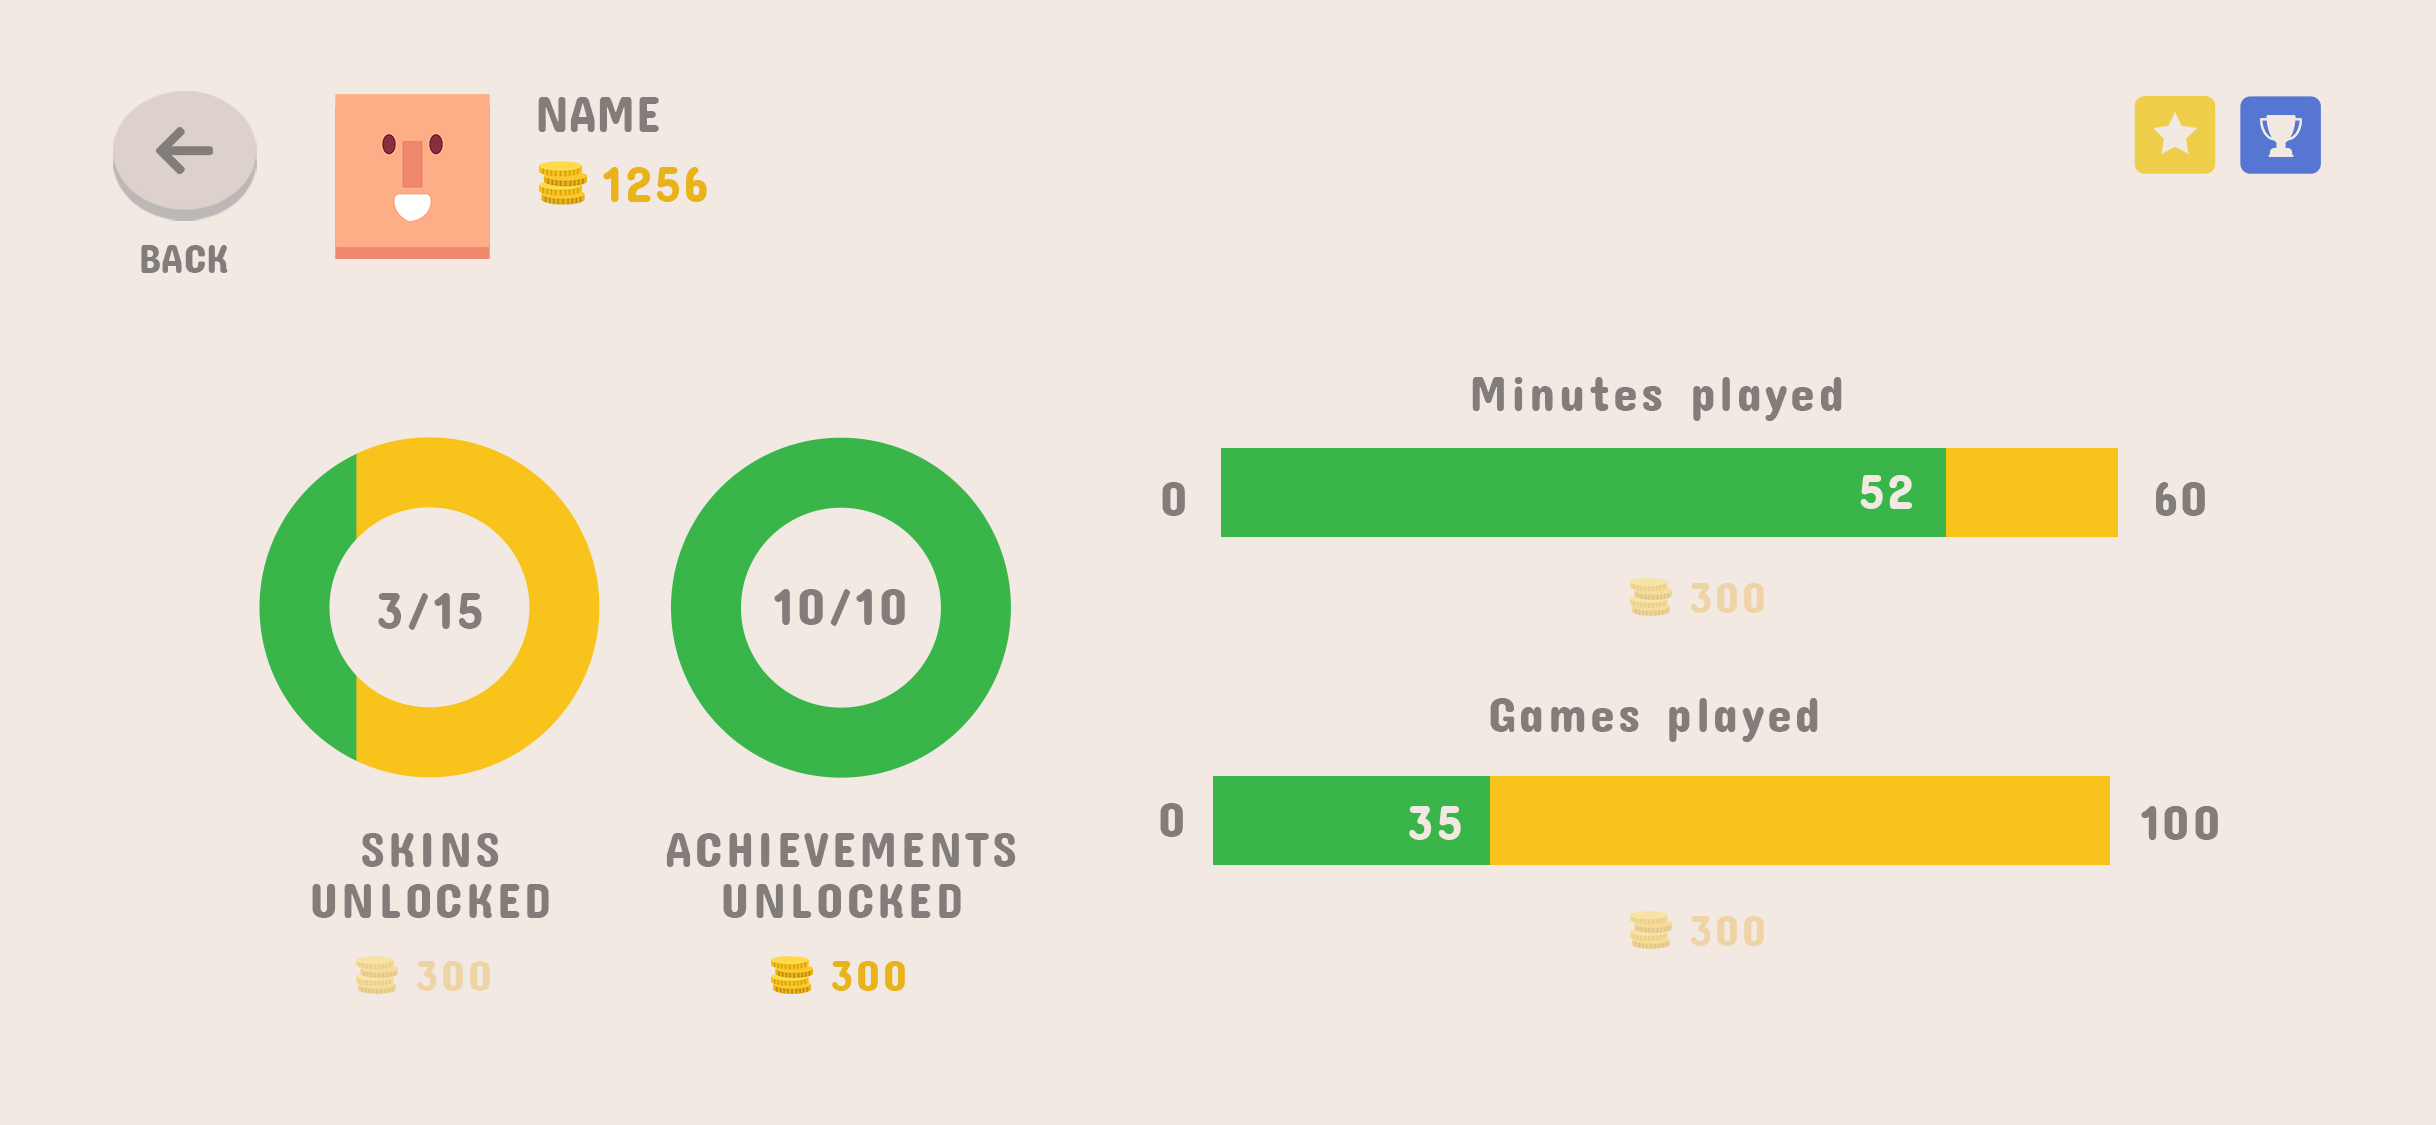 NAME
1256
BACK
Minutes played
0
52
60
300
3/15
10/10
Games played
0
35
100
300
SKINS
UNLOCKED
300
ACHIEVEMENTS
UNLOCKED
300